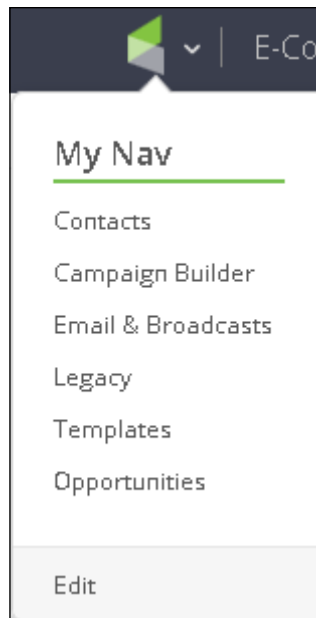 E-Co
My Nav
Contacts
Campaign Builder
Email & Broadcasts
Legacy
Templates
Opportunities
Edit